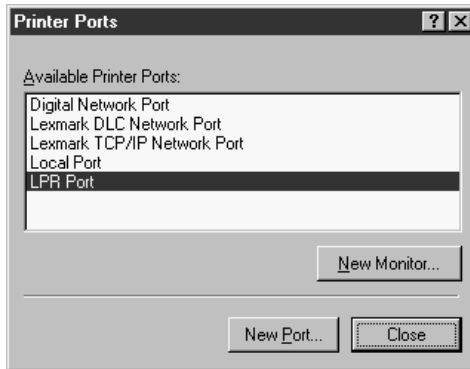 Printer Ports
Available Printer Ports:
Digital Network Port
Lexmark DLC Network Port
Lexmark TCP/IP Network Port
Local Port
LPR Port
New Monitor...
New Port... Close